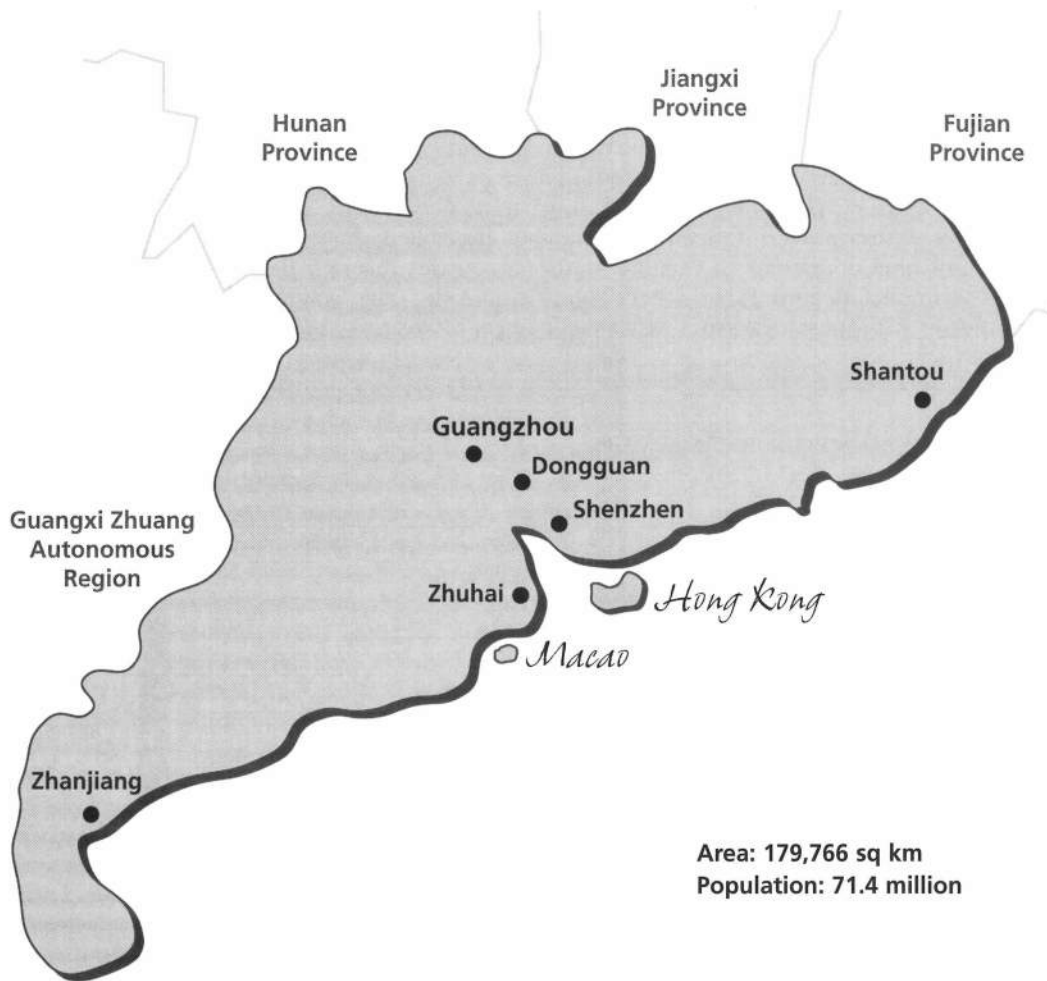 Jiangxi
Province
Hunan
Province
Fujian
Province
Shantou
Guangzhou
Dongguan
Shenzhen
Guangxi Zhuang
Autonomous
Region
Zhuhai
Hong Kong
Macao
Zhanjiang
Area: 179,766 sq km
Population: 71.4 million